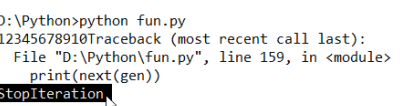 D:\Python>python fun.py
12345678910Traceback (most recent call last):
File "D:\Python\fun.py", line 159, in <module>
print(next(gen))
StopIteration